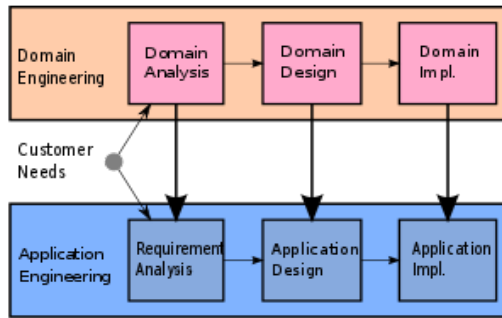 Domain
Engineering
Domain
Analysis
Domain
Design
Domain
Impl.
Customer
Needs
Application
Engineering
Requirement
Analysis
Application
Design
Application
Impl.